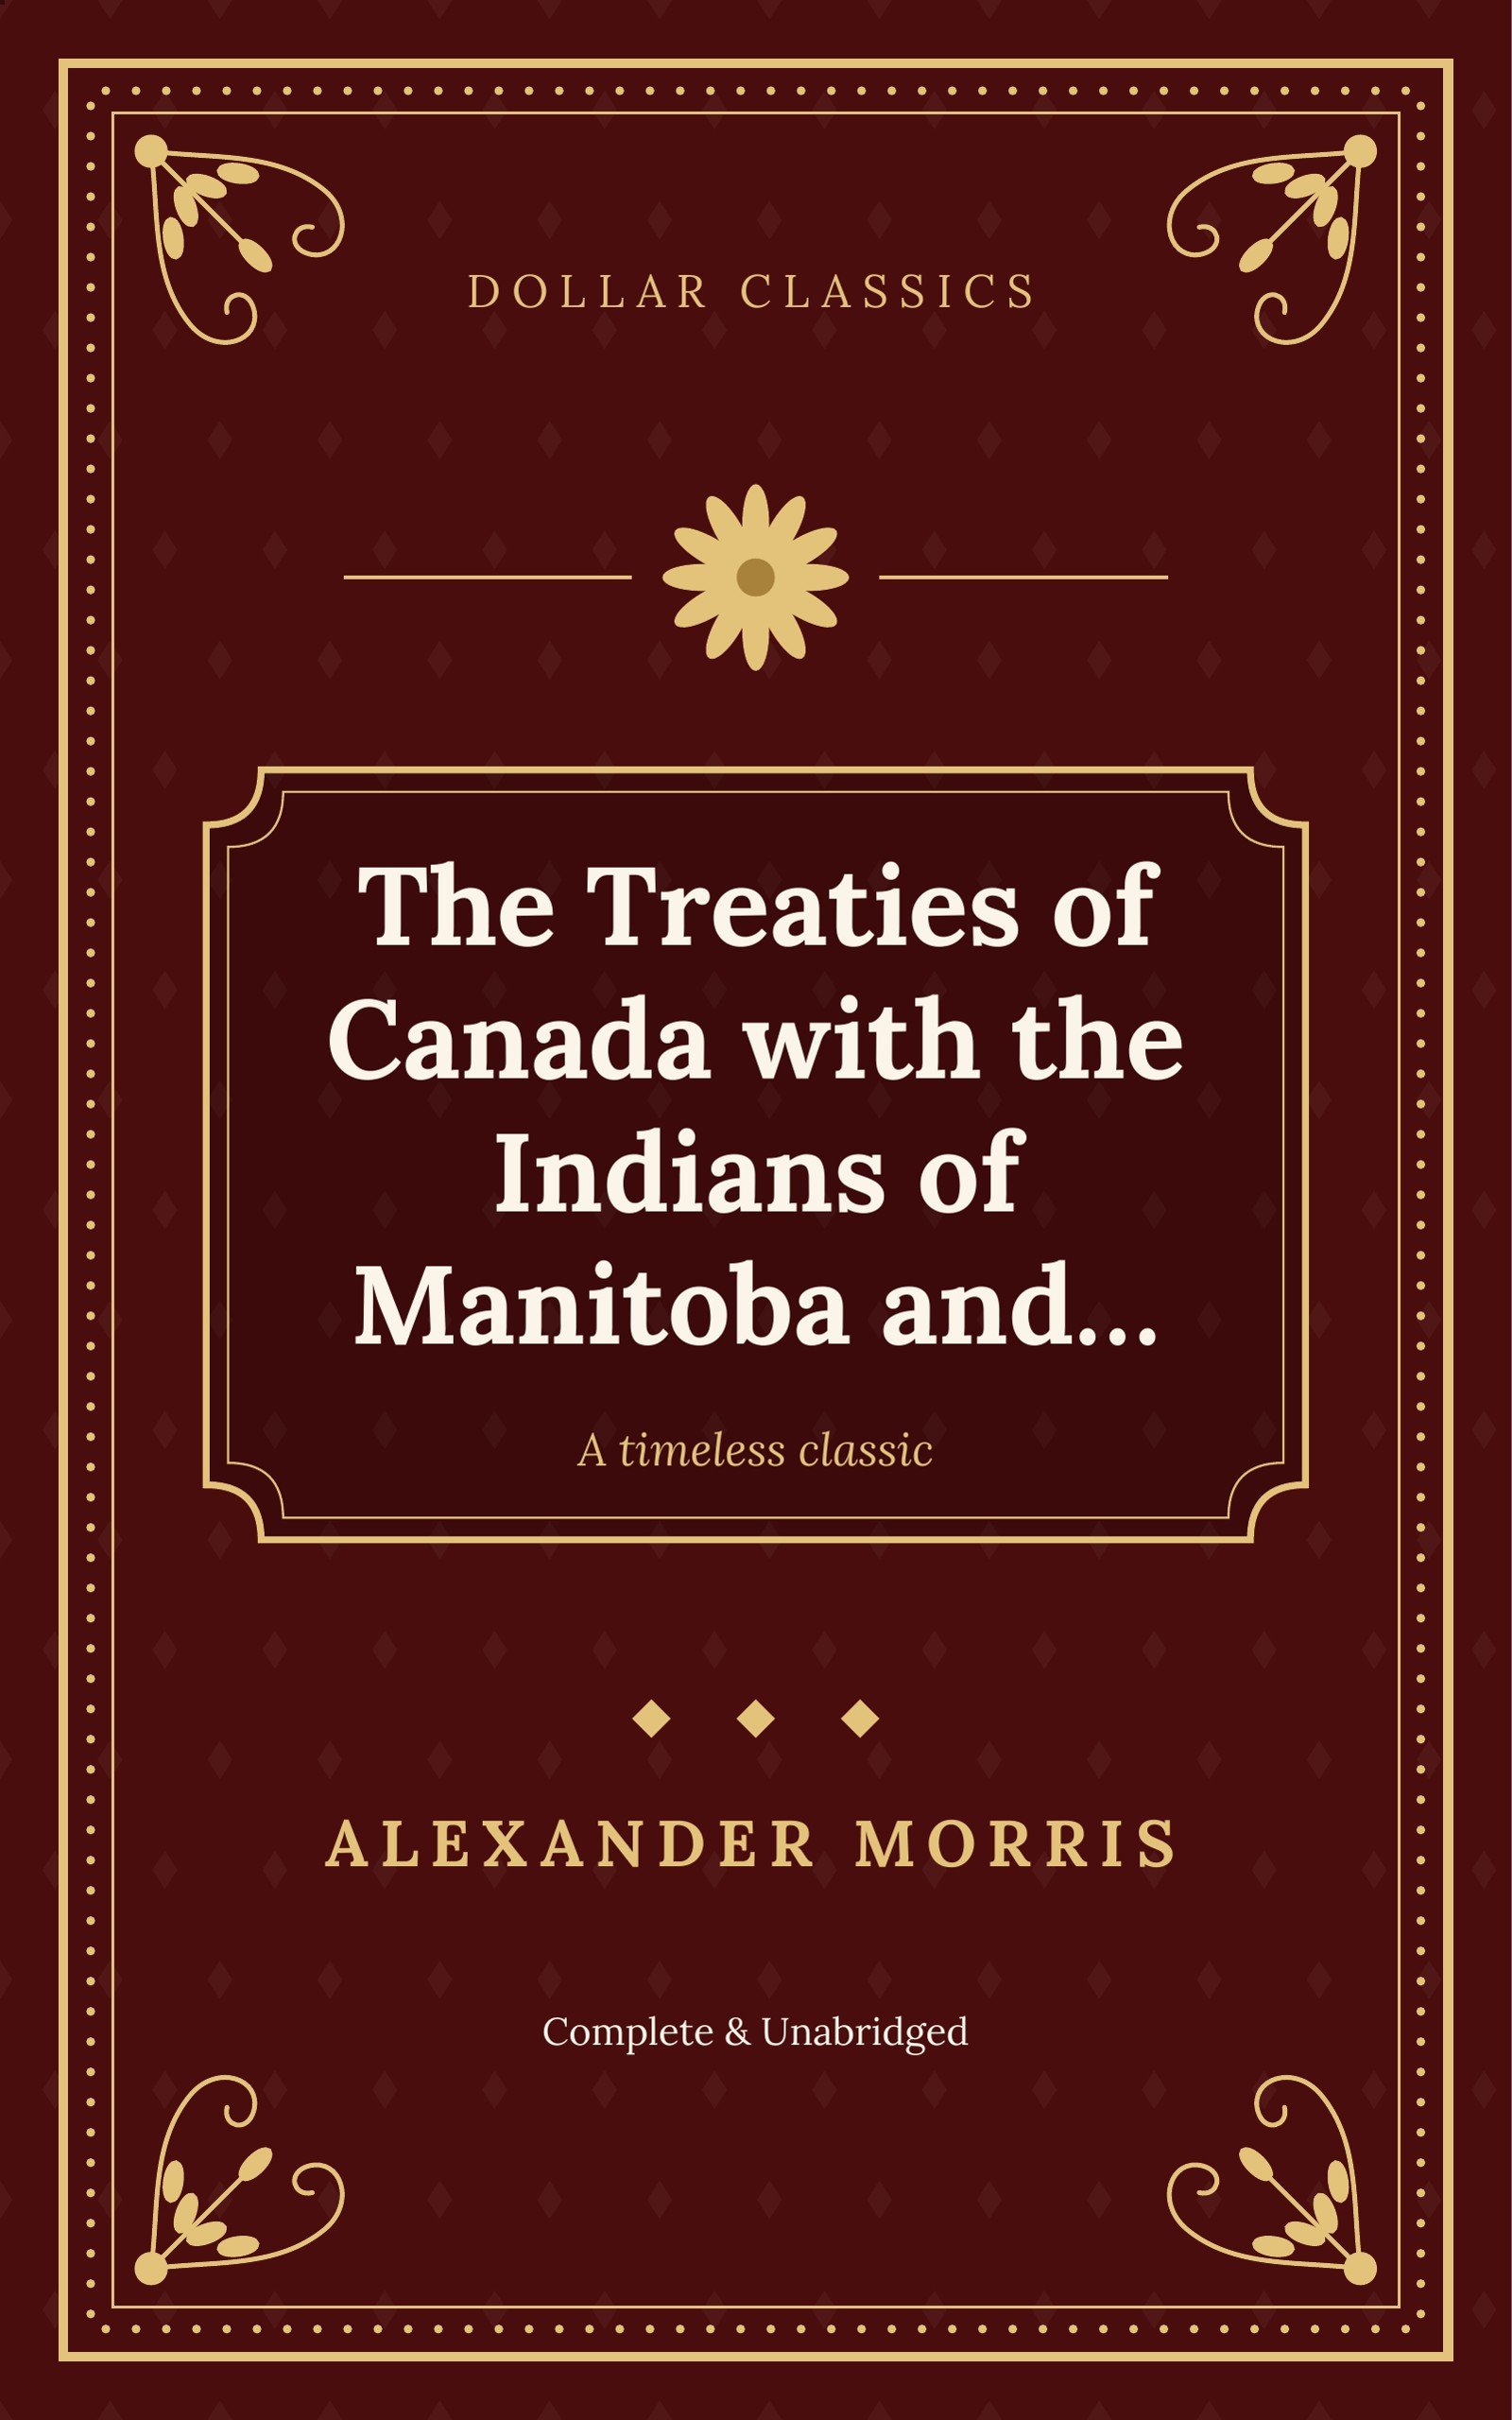 DOLLAR CLASSICS
The Treaties of
Canada with the
Indians of
Manitoba and...
A timeless classic
ALEXANDER MORRIS
Complete & Unabridged